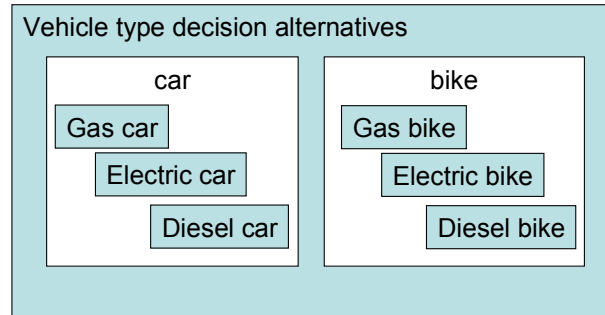 Vehicle type decision alternatives
car
Gas car
Electric car
Diesel car
bike
Gas bike
Electric bike
Diesel bike